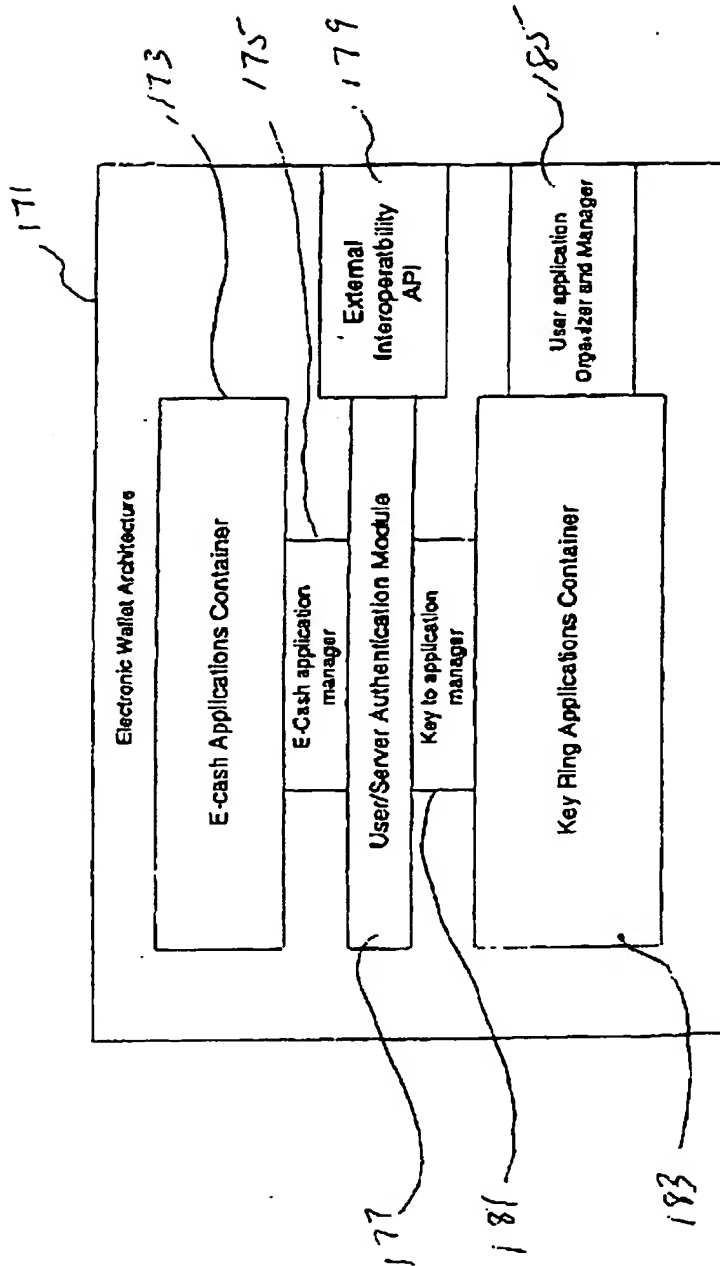 171
Electronic Wallet Architecture
173
E-cash Applications Container
175
E-Cash application
manager
179
External
Interoperatbility
API
177
User/Server Authentication Module
181
Key to application
manager
185
User application
Organizer and Manager
183
Key Ring Applications Container